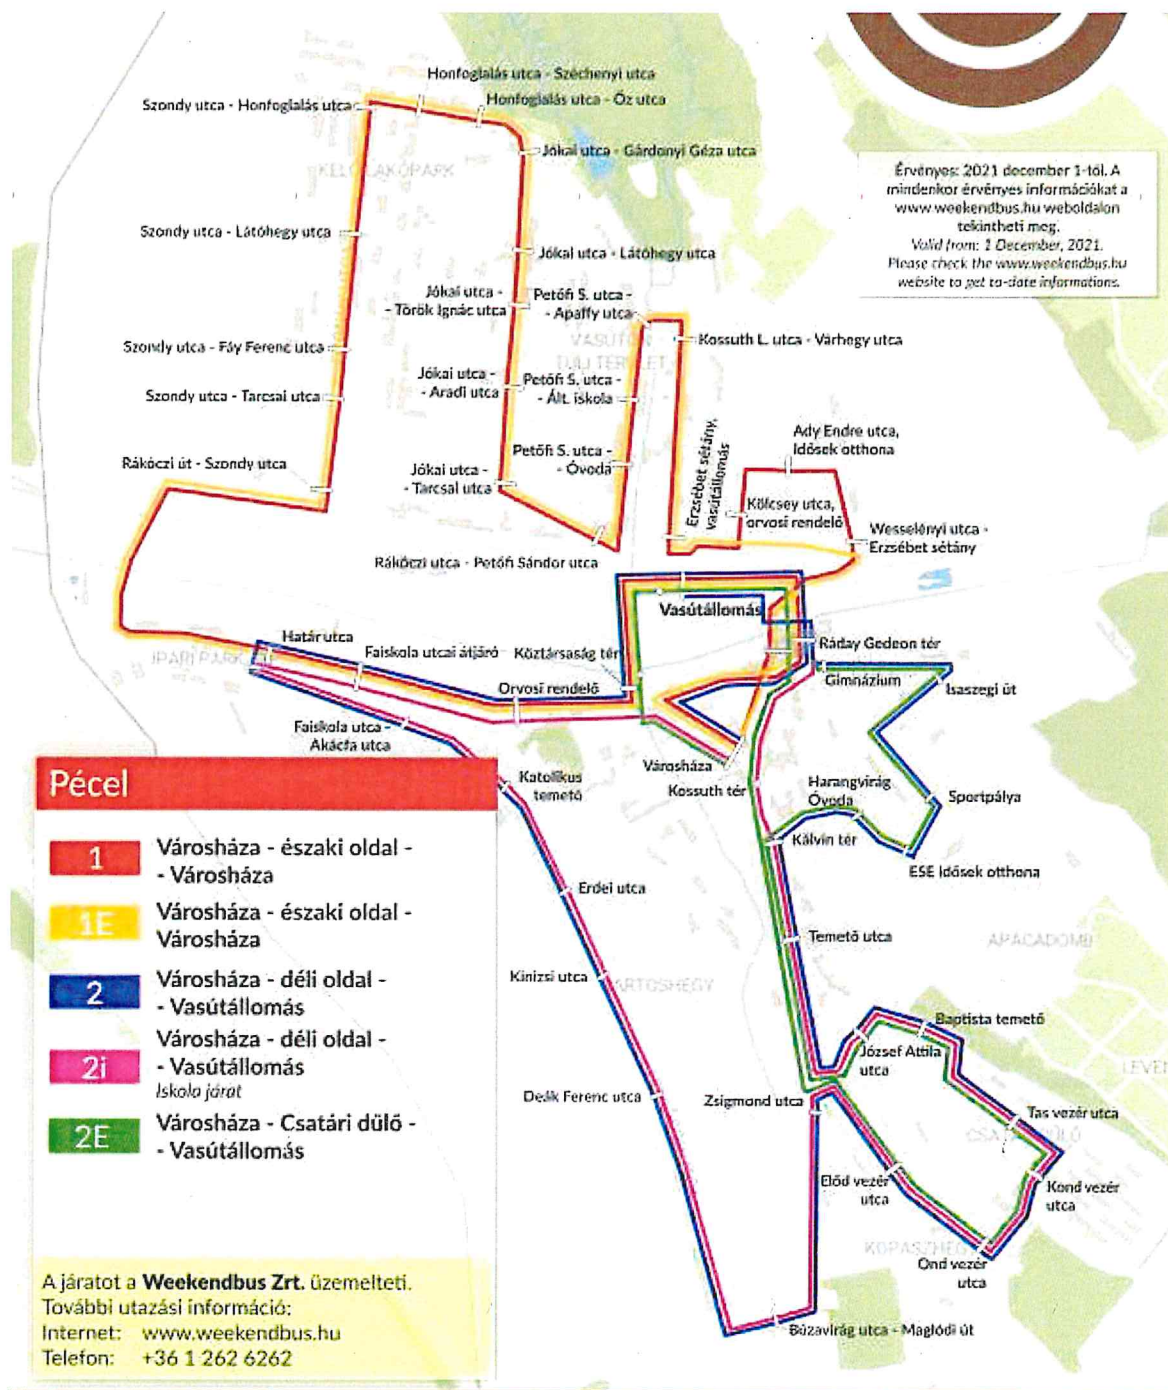 Honfoglalás utca - Széchenyi utca
Szondy utca - Honfoglalás utca
Honfoglalás utca - Őz utca
Jókai utca - Gárdonyi Géza utca
KELŐ LAKÓPARK
Érvényes: 2021 december 1-től. A
mindenkor érvényes információkat a
www.weekendbus.hu weboldalon
tekintheti meg.
Valid from: 1 December, 2021.
Please check the www.weekendbus.hu
website to get to-date informations.
Szondy utca - Látóhegy utca
Jókai utca - Látóhegy utca
Jókai utca -
- Török Ignác utca
Petőfi S. utca -
- Apaffy utca
Szondy utca - Fáy Ferenc utca
Kossuth L. utca - Várhegy utca
Jókai utca -
- Aradi utca
Petőfi S. utca -
- Ált. iskola
Szondy utca - Tarcsai utca
Ady Endre utca,
Idősek otthona
Erzsébet sétány,
vasútállomás
Petőfi S. utca -
- Óvoda
Rákóczi út - Szondy utca
Jókai utca -
- Tarcsai utca
Kölcsey utca,
orvosi rendelő
Wesselényi utca -
Erzsébet sétány
Rákóczi utca - Petőfi Sándor utca
Vasútállomás
Határ utca
Faiskola utcai átjáró
Köztársaság tér
Ráday Gedeon tér
IPARI PARK
Orvosi rendelő
Gimnázium
Isaszegi út
Faiskola utca -
Akácfa utca
Városháza
Kossuth tér
Katolikus
temető
Harangvirág
Óvoda
Sportpálya
Kálvin tér
ESE Idősek otthona
Erdei utca
Temető utca
APACADOMB
Kinizsi utca
ARTOSHEGY
Baptista temető
József Attila
utca
LEVEN
Deák Ferenc utca
Zsigmond utca
Tas vezér utca
Előd vezér
utca
Kond vezér
utca
KOPASZHEG
Ond vezér
utca
Búzavirág utca - Maglódi út
Pécel
1 Városháza - északi oldal -
- Városháza
1E Városháza - északi oldal -
Városháza
2 Városháza - déli oldal -
- Vasútállomás
2i Városháza - déli oldal -
- Vasútállomás
Iskola járat
2E Városháza - Csatári dűlő -
- Vasútállomás
A járatot a Weekendbus Zrt. üzemelteti.
További utazási információ:
Internet: www.weekendbus.hu
Telefon: +36 1 262 6262